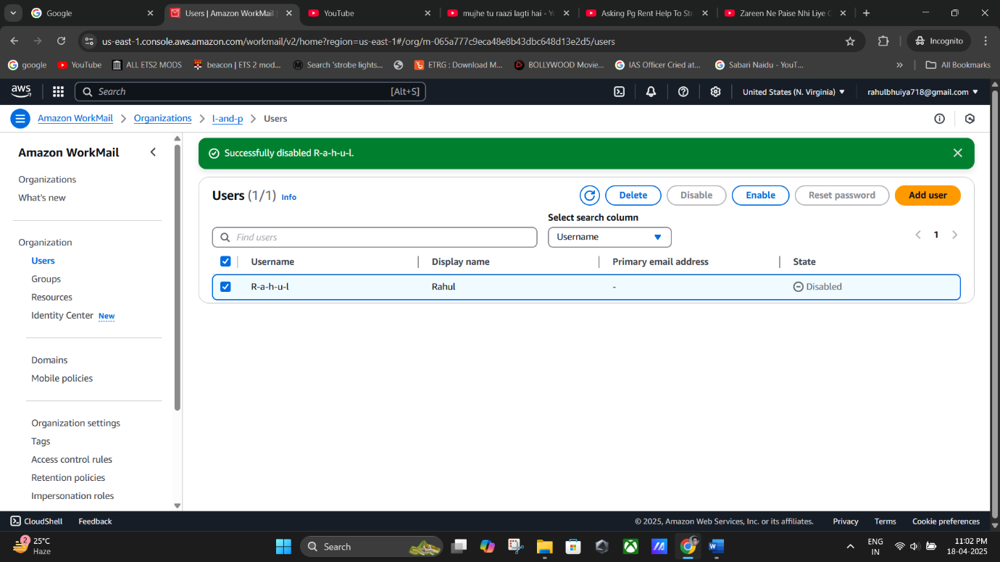 Google
Users | Amazon WorkMail
YouTube
mujhe tu raazi lagti hai - Yo
Asking Pg Rent Help To Str
Zareen Ne Paise Nhi Liye
us-east-1.console.aws.amazon.com/workmail/v2/home?region=us-east-1#/org/m-065a777c9eca48e8b43dbc648d13e2d5/users
Incognito
google
YouTube
ALL ETS2 MODS
beacon | ETS 2 mod...
Search 'strobe lights...
ETRG : Download M...
BOLLYWOOD Movie...
IAS Officer Cried at...
Sabari Naidu - YouT...
All Bookmarks
aws
Search [Alt+S]
United States (N. Virginia)
rahulbhuiya718@gmail.com
Amazon WorkMail
Organizations
l-and-p
Users
Amazon WorkMail
Organizations
What's new
Organization
Users
Groups
Resources
Identity Center New
Domains
Mobile policies
Organization settings
Tags
Access control rules
Retention policies
Impersonation roles
Successfully disabled R-a-h-u-l.
Users (1/1) Info
Delete
Disable
Enable
Reset password
Add user
Select search column
Find users
Username
1
Username Display name Primary email address State
R-a-h-u-l Rahul - Disabled
CloudShell
Feedback
© 2025, Amazon Web Services, Inc. or its affiliates.
Privacy
Terms
Cookie preferences
2
25°C
Haze
Search
ENG
IN
11:02 PM
18-04-2025